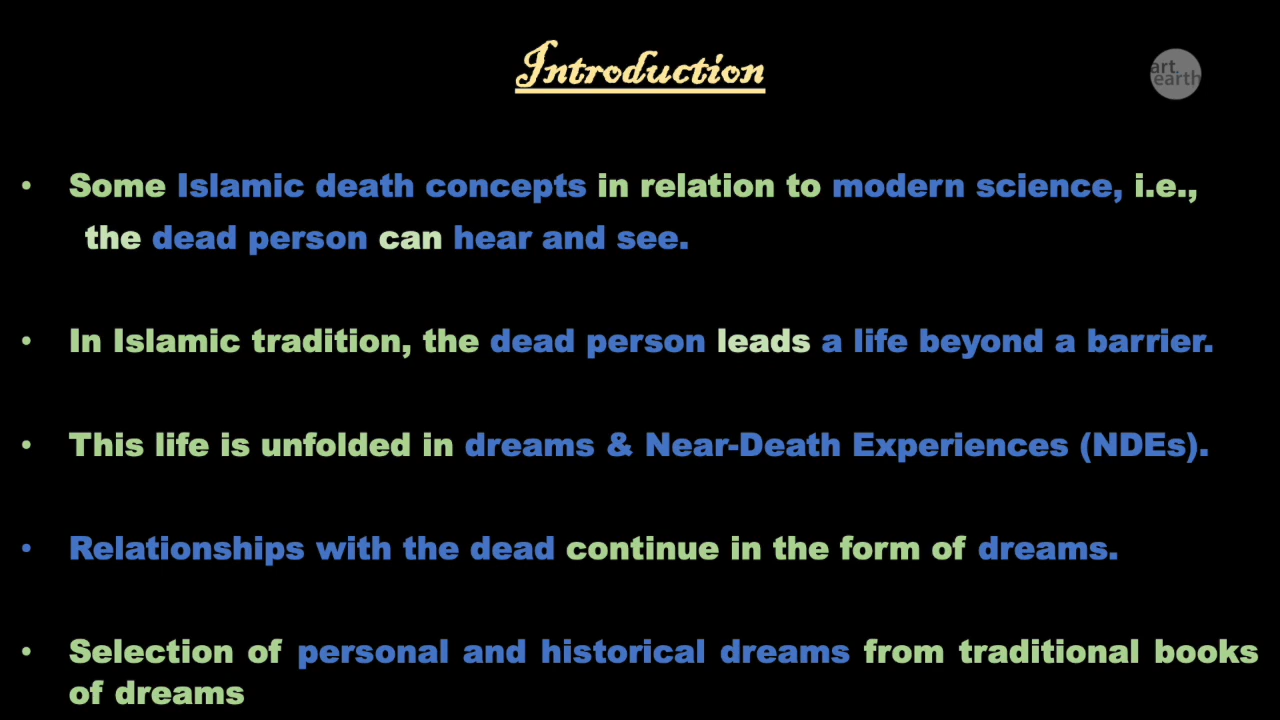 Introduction
art
earth
• Some Islamic death concepts in relation to modern science, i.e.,
the dead person can hear and see.
• In Islamic tradition, the dead person leads a life beyond a barrier.
• This life is unfolded in dreams & Near-Death Experiences (NDEs).
• Relationships with the dead continue in the form of dreams.
• Selection of personal and historical dreams from traditional books
of dreams